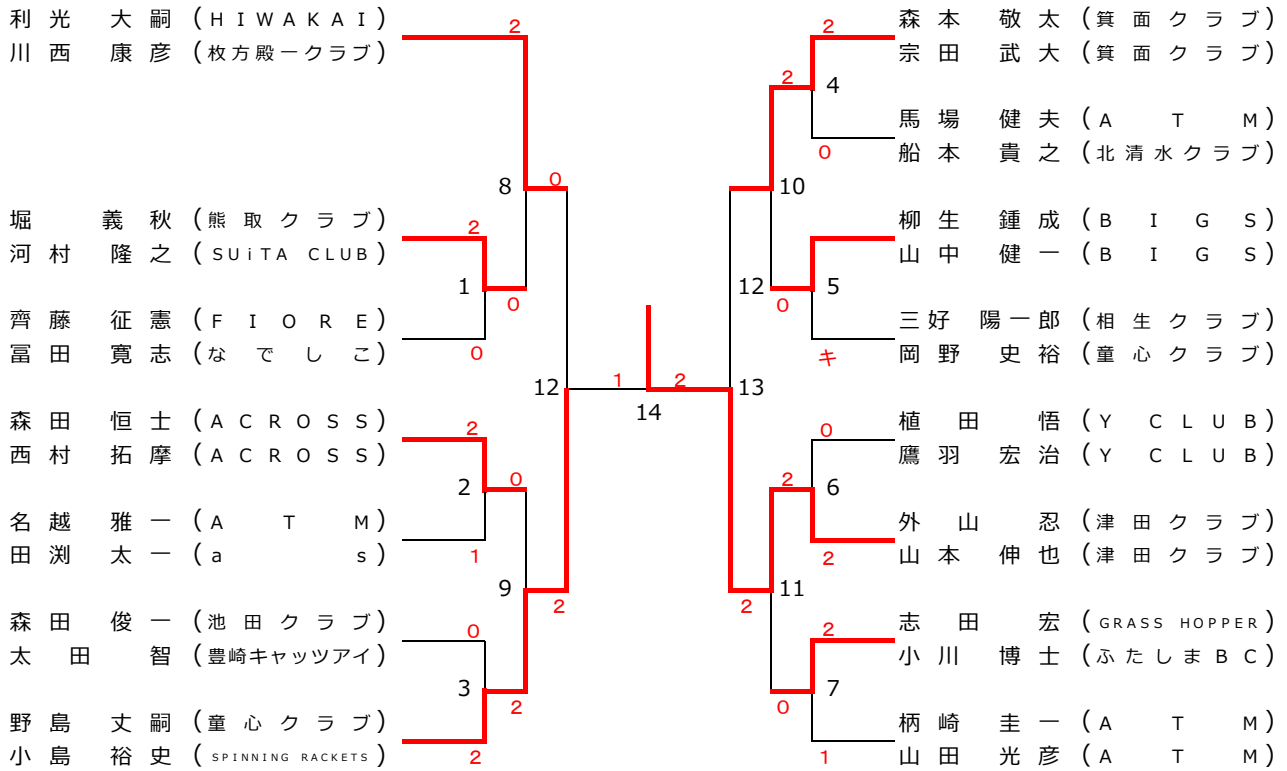 利光 大嗣 (HIWAKAI)
川西 康彦 (枚方殿一クラブ)
2
8
0
堀 義秋 (熊取クラブ)
河村 隆之 (SUiTA CLUB)
2
1
0
齊藤 征憲 (FIORE)
冨田 寛志 (なでしこ)
0
12
1
森田 恒士 (ACROSS)
西村 拓摩 (ACROSS)
2
2
0
名越 雅一 (ATM)
田渕 太一 (as)
1
9
2
森田 俊一 (池田クラブ)
太田 智 (豊崎キャッツアイ)
0
3
2
野島 丈嗣 (童心クラブ)
小島 裕史 (SPINNING RACKETS)
2
14
森本 敬太 (箕面クラブ)
宗田 武大 (箕面クラブ)
2
2
4
馬場 健夫 (ATM)
船本 貴之 (北清水クラブ)
0
10
柳生 鍾成 (BIGS)
山中 健一 (BIGS)
12
0
5
三好 陽一郎 (相生クラブ)
岡野 史裕 (童心クラブ)
キ
2
13
植田 悟 (Y CLUB)
鷹羽 宏治 (Y CLUB)
0
2
6
外山 忍 (津田クラブ)
山本 伸也 (津田クラブ)
2
2
11
志田 宏 (GRASS HOPPER)
小川 博士 (ふたしまBC)
2
0
7
柄崎 圭一 (ATM)
山田 光彦 (ATM)
1